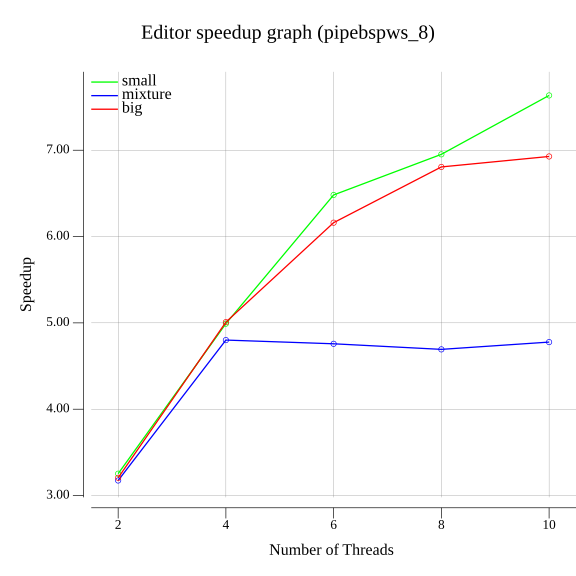 Editor speedup graph (pipebspws_8)
small
mixture
big
7.00
6.00
5.00
4.00
3.00
Speedup
2 4 6 8 10
Number of Threads